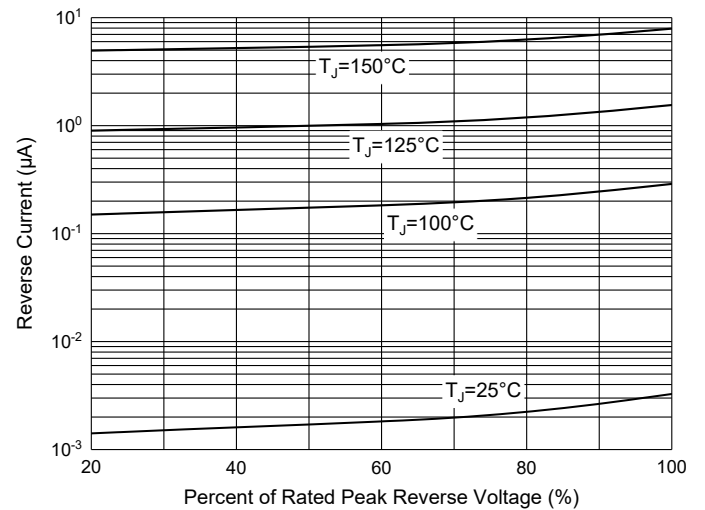 10¹
T_J=150°C
10⁰
T_J=125°C
T_J=100°C
10⁻¹
10⁻²
T_J=25°C
10⁻³
Reverse Current (μA)
20 40 60 80 100
Percent of Rated Peak Reverse Voltage (%)